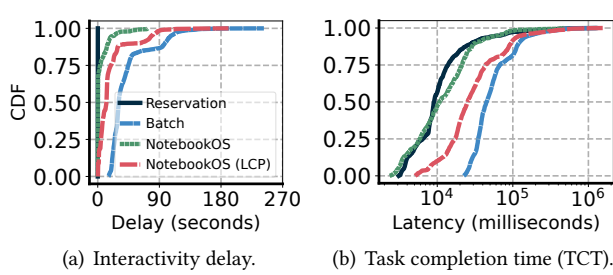 1.00
0.75
0.50
0.25
0.00
CDF
Reservation
Batch
NotebookOS
NotebookOS (LCP)
0 90 180 270
Delay (seconds)
(a) Interactivity delay.
1.00
0.75
0.50
0.25
0.00
10^4 10^5 10^6
Latency (milliseconds)
(b) Task completion time (TCT).